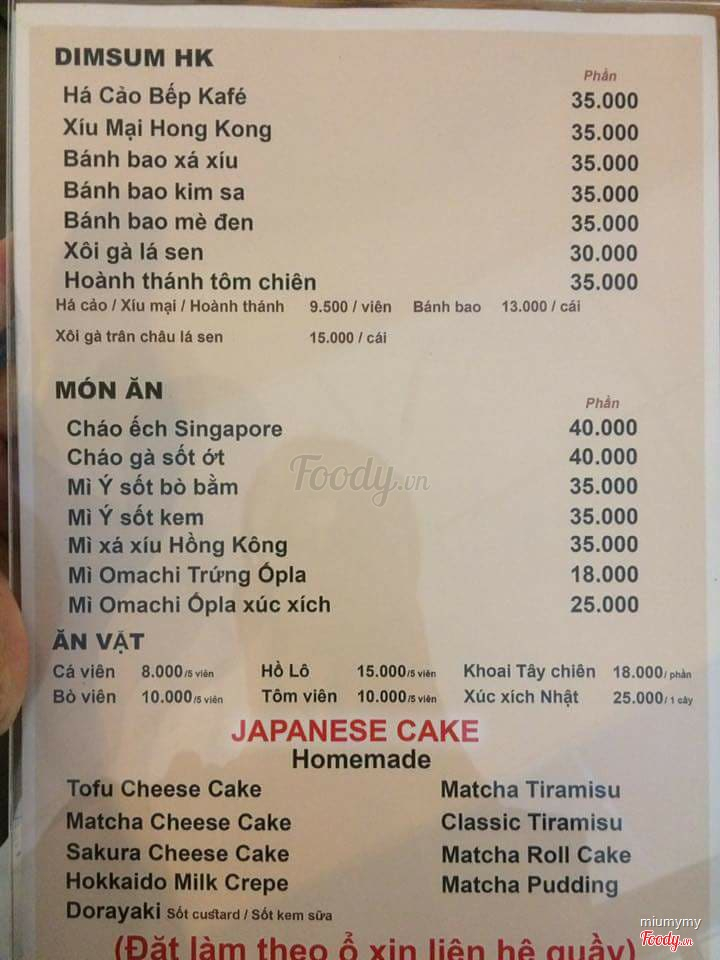 DIMSUM HK
Phần
Há Cảo Bếp Kafé 35.000
Xíu Mại Hong Kong 35.000
Bánh bao xá xíu 35.000
Bánh bao kim sa 35.000
Bánh bao mè đen 35.000
Xôi gà lá sen 30.000
Hoành thánh tôm chiên 35.000
Há cảo / Xíu mại / Hoành thánh 9.500 / viên Bánh bao 13.000 / cái
Xôi gà trân châu lá sen 15.000 / cái
MÓN ĂN
Phần
Cháo ếch Singapore 40.000
Cháo gà sốt ớt 40.000
Mì Ý sốt bò bằm 35.000
Foody.vn
Mì Ý sốt kem 35.000
Mì xá xíu Hồng Kông 35.000
Mì Omachi Trứng Ópla 18.000
Mì Omachi Ópla xúc xích 25.000
ĂN VẶT
Cá viên 8.000/5 viên Hồ Lô 15.000/5 viên Khoai Tây chiên 18.000/ phần
Bò viên 10.000/5 viên Tôm viên 10.000/5 viên Xúc xích Nhật 25.000/ 1 cây
JAPANESE CAKE
Homemade
Tofu Cheese Cake Matcha Tiramisu
Matcha Cheese Cake Classic Tiramisu
Sakura Cheese Cake Matcha Roll Cake
Hokkaido Milk Crepe Matcha Pudding
Dorayaki Sốt custard / Sốt kem sữa
miumymy
Foody.vn
(Đặt làm theo ổ xin liên hệ quầy)